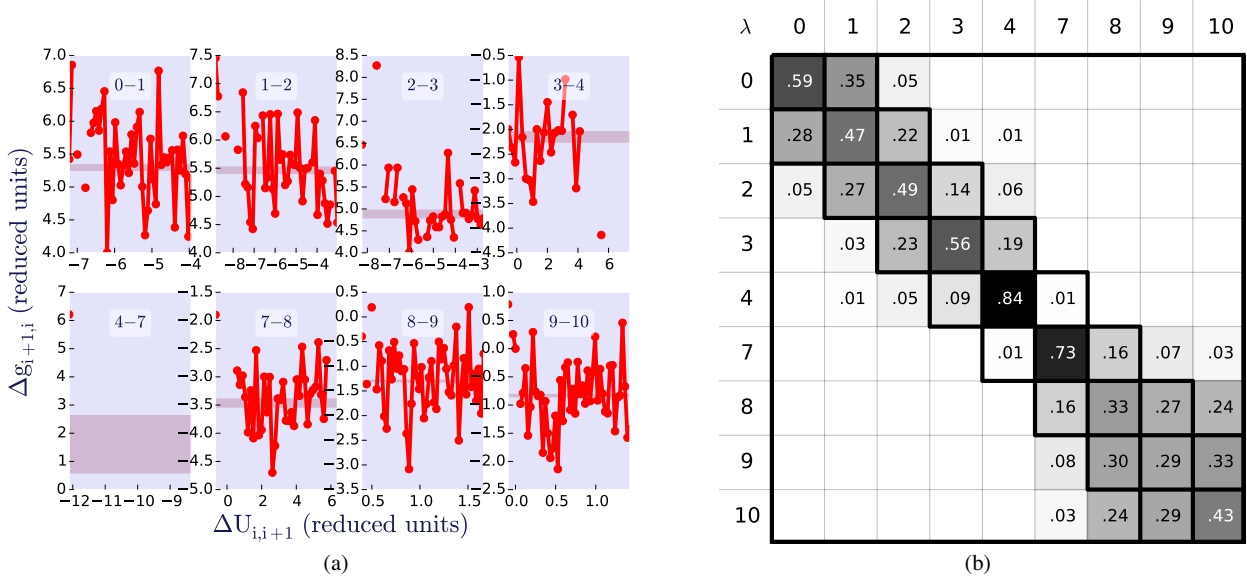 λ 0 1 2 3 4 7 8 9 10
7.0 7.5 8.5 −0.5
6.5 7.0 8.0 −1.0
0−1 1−2 2−3 3−4
6.0 6.5 7.5 −1.5
7.0 −2.0
5.5 6.0 6.5 −2.5
5.0 5.5 6.0 −3.0
5.5 −3.5
4.5 5.0 4.5 5.0 −4.0
4.0 4.0 4.5 4.0 −4.5
−7 −6 −5 −4 −8 −7 −6 −5 −4 −8 −7 −6 −5 −4 −3 0 2 4 6
7 −1.5 0.5 1.0
6 −2.0 0.0 0.5
4−7 7−8 8−9 9−10
5 −2.5 −0.5 0.0
4 −3.0 −1.0 −0.5
3 −3.5 −1.5 −1.0
2 −4.0 −2.0 −1.5
1 −4.5 −2.5 −3.0 −2.0
0 −5.0 −3.5 −2.5
−12 −11 −10 −9 0 2 4 6 0.5 1.0 1.5 0.0 0.5 1.0
Δg i+1,i (reduced units)
ΔU i,i+1 (reduced units)
(a)
0 .59 .35 .05
1 .28 .47 .22 .01 .01
2 .05 .27 .49 .14 .06
3 .03 .23 .56 .19
4 .01 .05 .09 .84 .01
7 .01 .73 .16 .07 .03
8 .16 .33 .27 .24
9 .08 .30 .29 .33
10 .03 .24 .29 .43
(b)